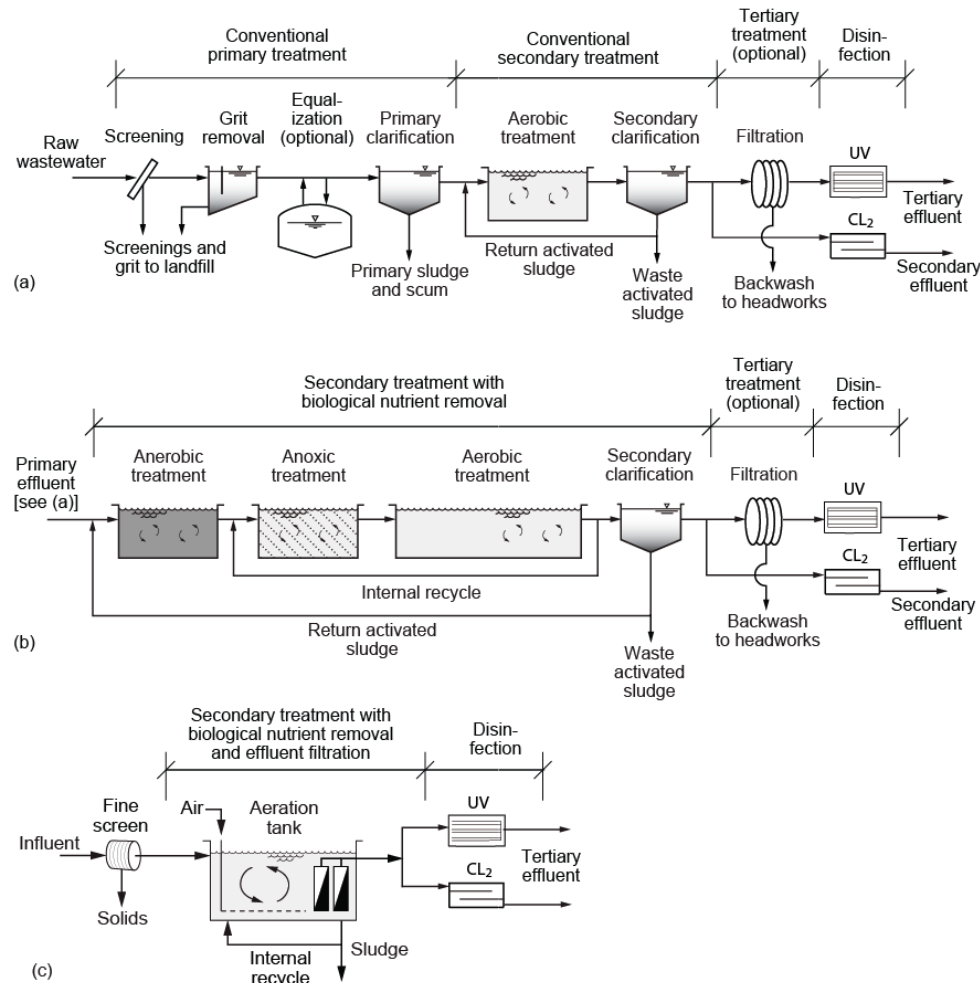 Conventional
primary treatment
Conventional
secondary treatment
Tertiary
treatment
(optional)
Disin-
fection
Raw
wastewater
Screening
Grit
removal
Equal-
ization
(optional)
Primary
clarification
Aerobic
treatment
Secondary
clarification
Filtration
UV
Tertiary
effluent
CL2
Secondary
effluent
Screenings and
grit to landfill
Primary sludge
and scum
Return activated
sludge
Waste
activated
sludge
Backwash
to headworks
(a)
Secondary treatment with
biological nutrient removal
Tertiary
treatment
(optional)
Disin-
fection
Primary
effluent
[see (a)]
Anerobic
treatment
Anoxic
treatment
Aerobic
treatment
Secondary
clarification
Filtration
UV
Tertiary
effluent
CL2
Secondary
effluent
Internal recycle
Return activated
sludge
Waste
activated
sludge
Backwash
to headworks
(b)
Secondary treatment with
biological nutrient removal
and effluent filtration
Disin-
fection
Influent
Fine
screen
Air
Aeration
tank
UV
CL2
Tertiary
effluent
Solids
Internal
recycle
Sludge
(c)